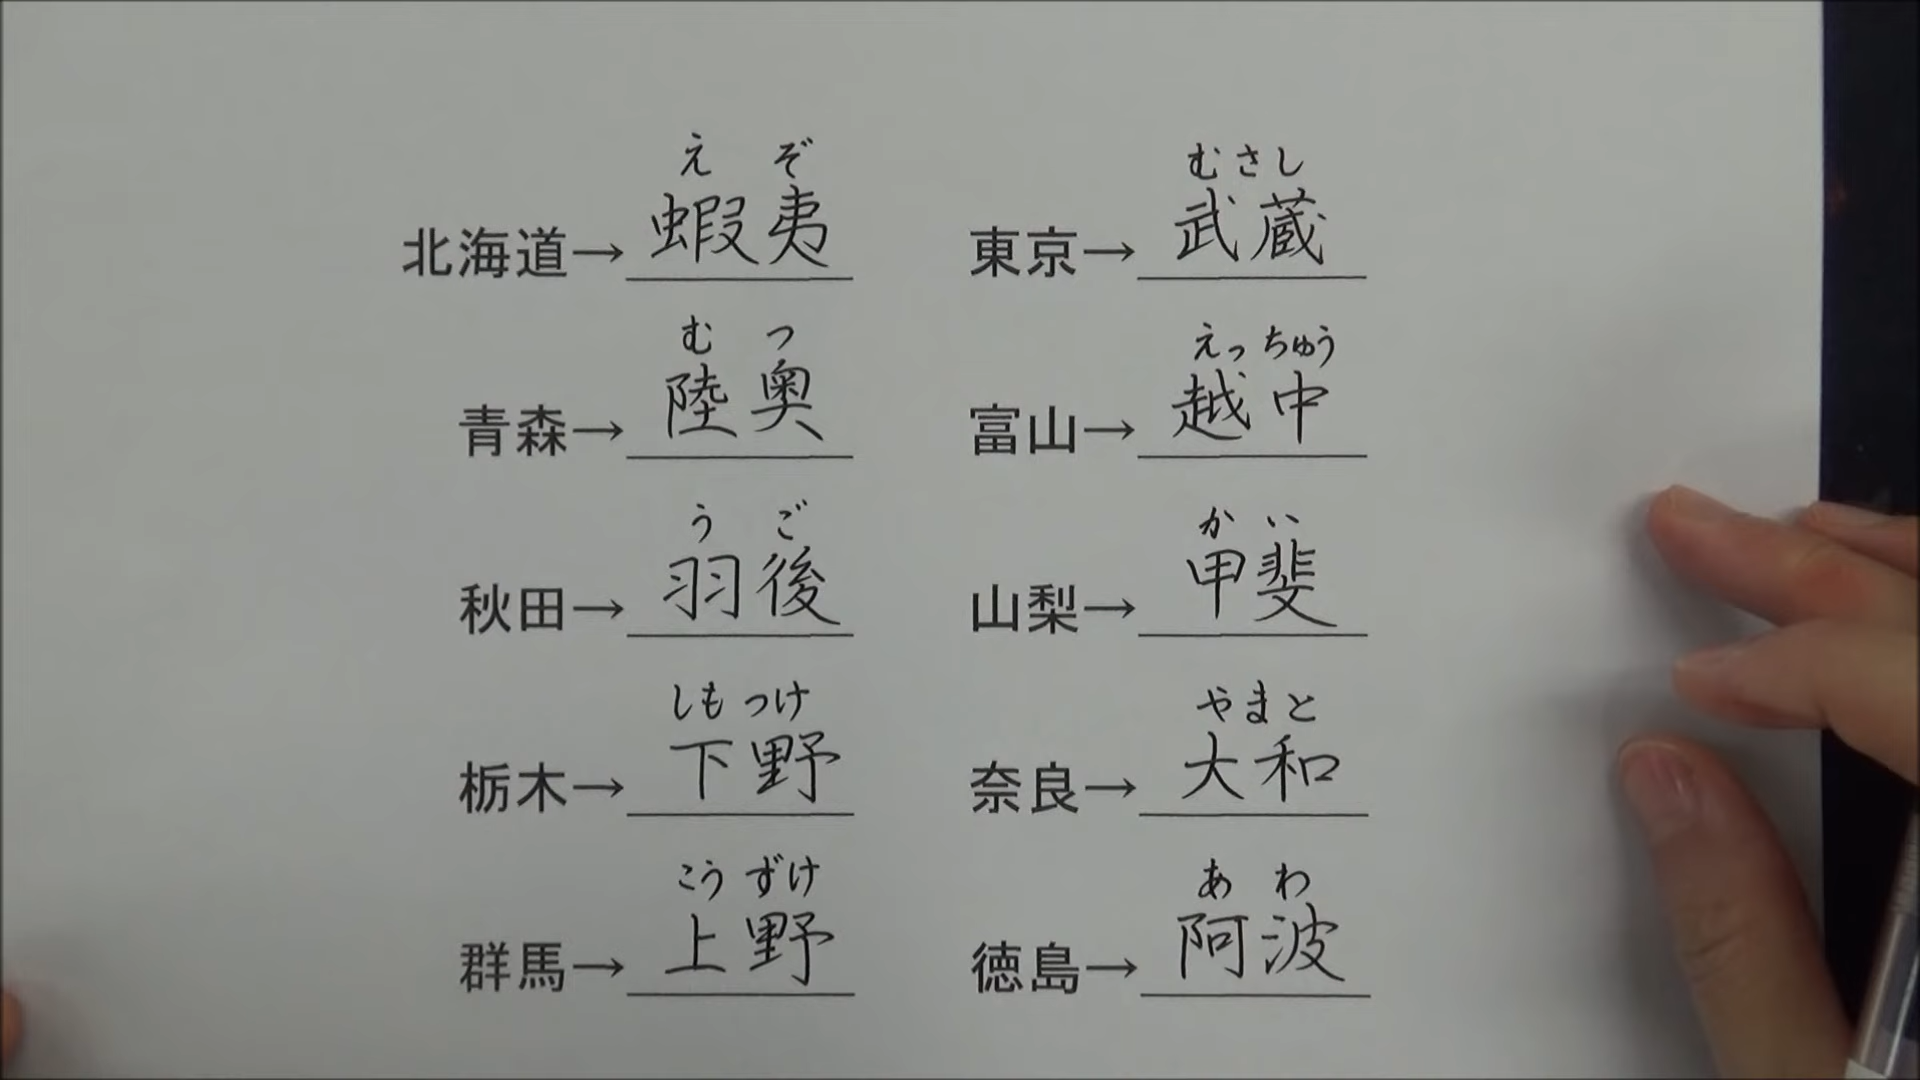 えぞ
北海道→蝦夷
むつ
青森→陸奥
うご
秋田→羽後
しもつけ
栃木→下野
こうずけ
群馬→上野
むさし
東京→武蔵
えっちゅう
富山→越中
かい
山梨→甲斐
やまと
奈良→大和
あわ
徳島→阿波